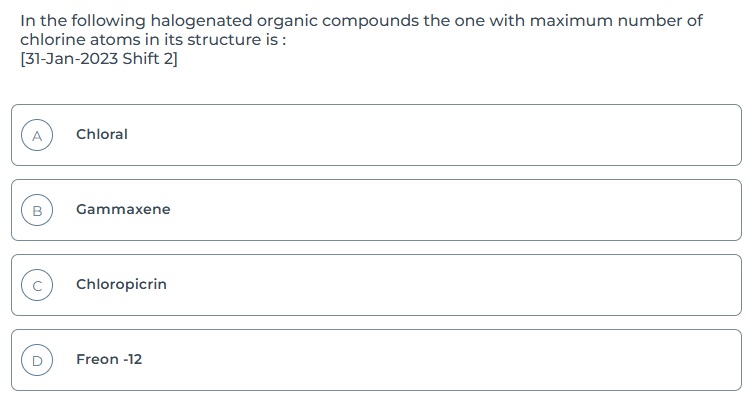 In the following halogenated organic compounds the one with maximum number of
chlorine atoms in its structure is :
[31-Jan-2023 Shift 2]
A Chloral
B Gammaxene
C Chloropicrin
D Freon -12